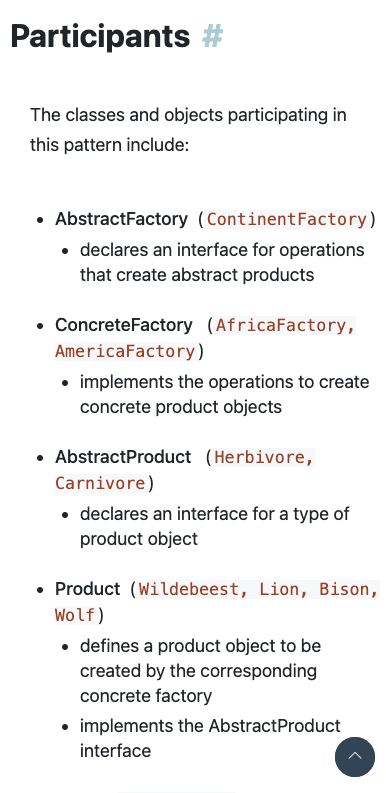 Participants #
The classes and objects participating in
this pattern include:
• AbstractFactory (ContinentFactory)
• declares an interface for operations
that create abstract products
• ConcreteFactory (AfricaFactory,
AmericaFactory)
• implements the operations to create
concrete product objects
• AbstractProduct (Herbivore,
Carnivore)
• declares an interface for a type of
product object
• Product (Wildebeest, Lion, Bison,
Wolf)
• defines a product object to be
created by the corresponding
concrete factory
• implements the AbstractProduct
interface